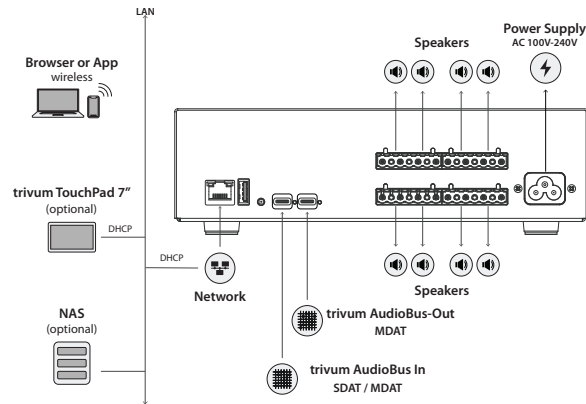 LAN
Browser or App
wireless
trivum TouchPad 7"
(optional)
DHCP
NAS
(optional)
DHCP
Network
Speakers
Power Supply
AC 100V-240V
Speakers
trivum AudioBus-Out
MDAT
trivum AudioBus In
SDAT / MDAT